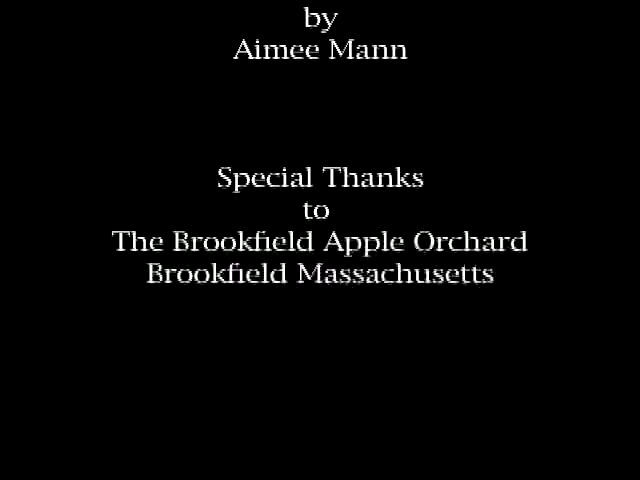 by
Aimee Mann
Special Thanks
to
The Brookfield Apple Orchard
Brookfield Massachusetts